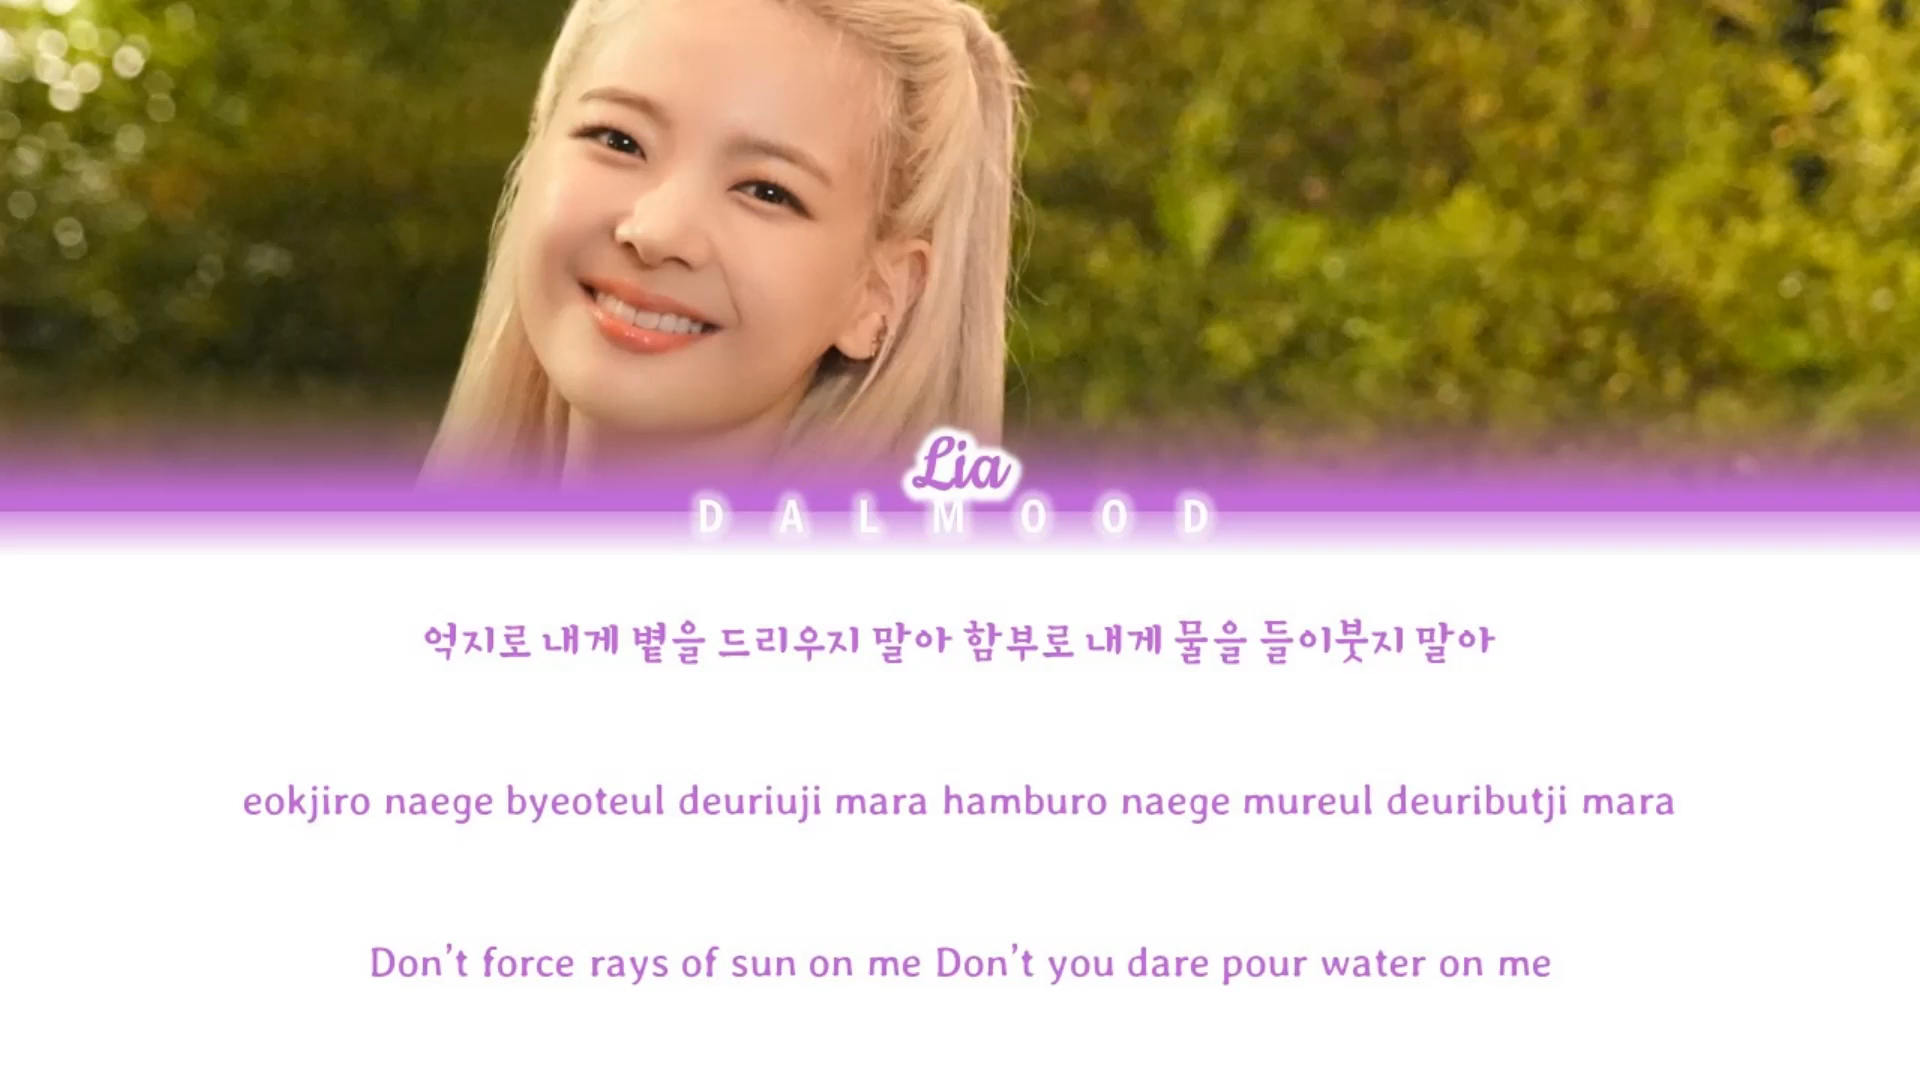 Lia
DALMOOD
억지로 내게 볕을 드리우지 말아 함부로 내게 물을 들이붓지 말아
eokjiro naege byeoteul deuriuji mara hamburo naege mureul deuributji mara
Don't force rays of sun on me Don't you dare pour water on me